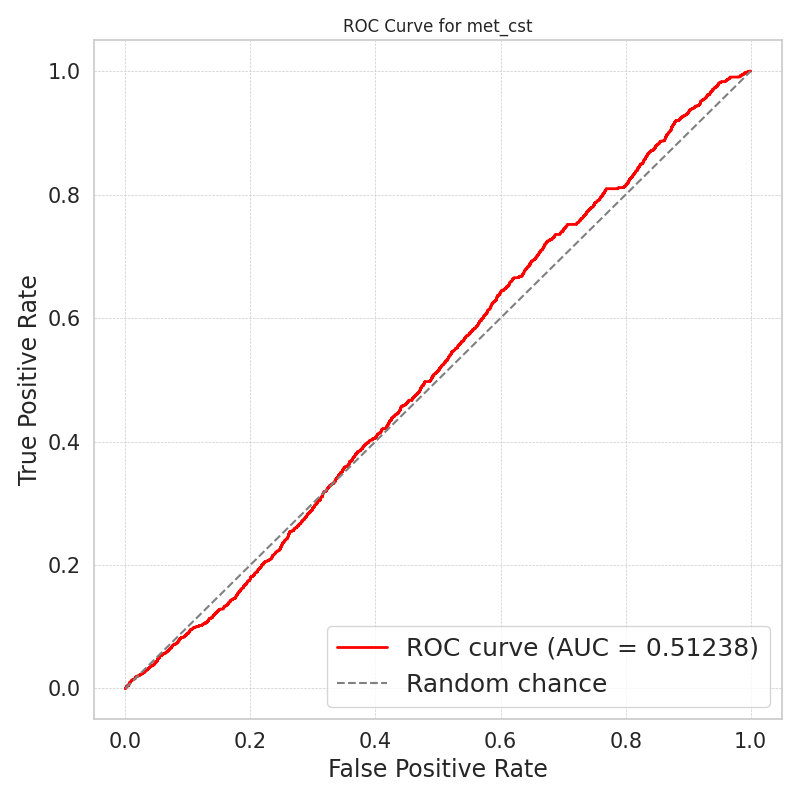 ROC Curve for met_cst
1.0
0.8
0.6
0.4
0.2
0.0
True Positive Rate
ROC curve (AUC = 0.51238)
Random chance
0.0 0.2 0.4 0.6 0.8 1.0
False Positive Rate